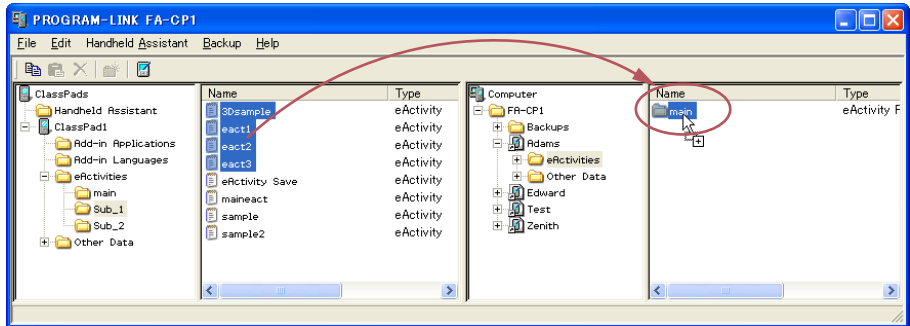 PROGRAM-LINK FA-CP1
File Edit Handheld Assistant Backup Help
ClassPads
Handheld Assistant
ClassPad1
Add-in Applications
Add-in Languages
eActivities
main
Sub_1
Sub_2
Other Data
Name Type
3Dsample eActivity
eact1 eActivity
eact2 eActivity
eact3 eActivity
eActivity Save eActivity
maineact eActivity
sample eActivity
sample2 eActivity
Computer
FA-CP1
Backups
Adams
eActivities
Other Data
Edward
Test
Zenith
Name Type
main eActivity F